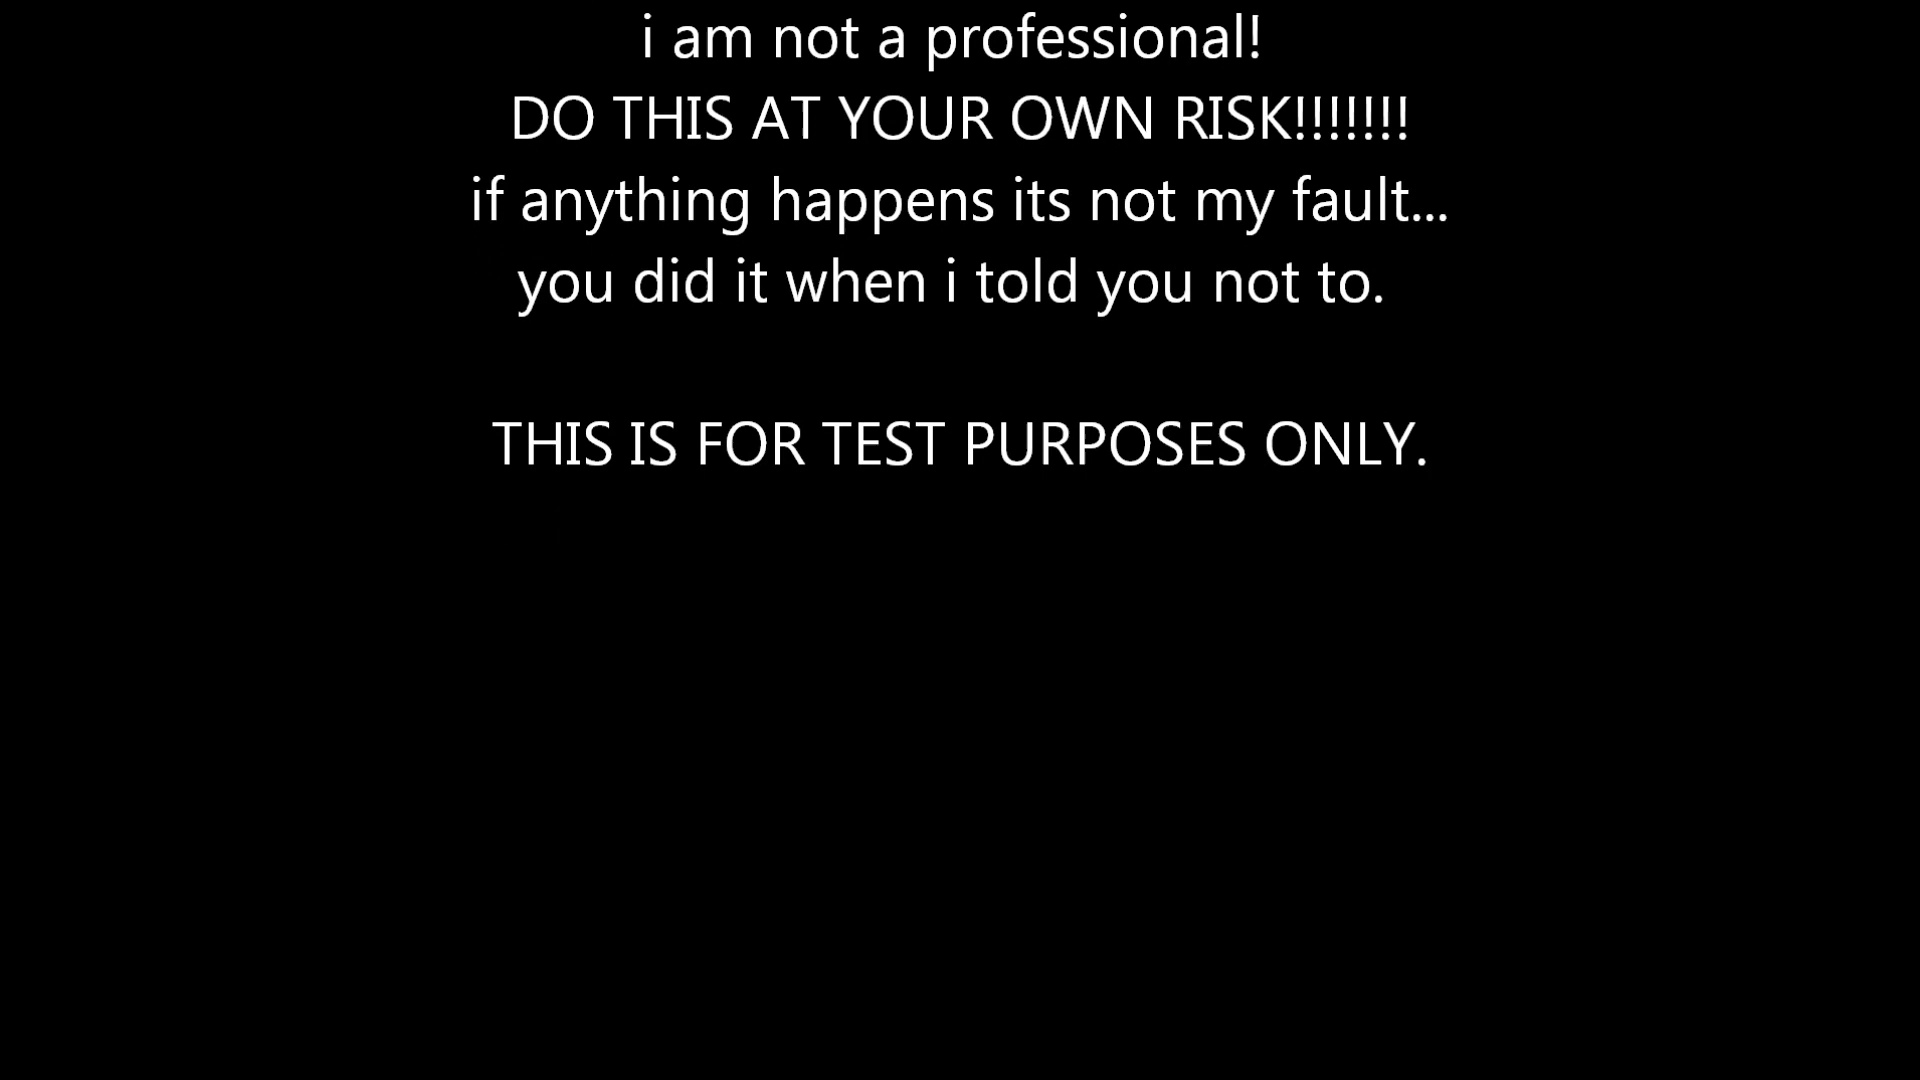 i am not a professional!
DO THIS AT YOUR OWN RISK!!!!!!!
if anything happens its not my fault...
you did it when i told you not to.
THIS IS FOR TEST PURPOSES ONLY.